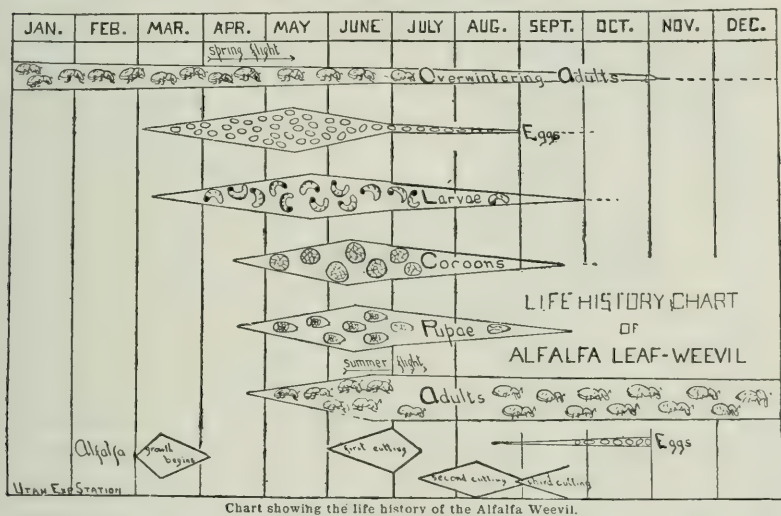 JAN. FEB. MAR. APR. MAY JUNE JULY AUG. SEPT. OCT. NOV. DEC.
spring flight
Overwintering Adults
Eggs
Larvae
Cocoons
LIFE HISTORY CHART
OF
ALFALFA LEAF-WEEVIL
Pupae
summer flight
Adults
Alfalfa
growth
begins
first cutting
Eggs
second cutting
third cutting
UTAH EXP STATION
Chart showing the life history of the Alfalfa Weevil.